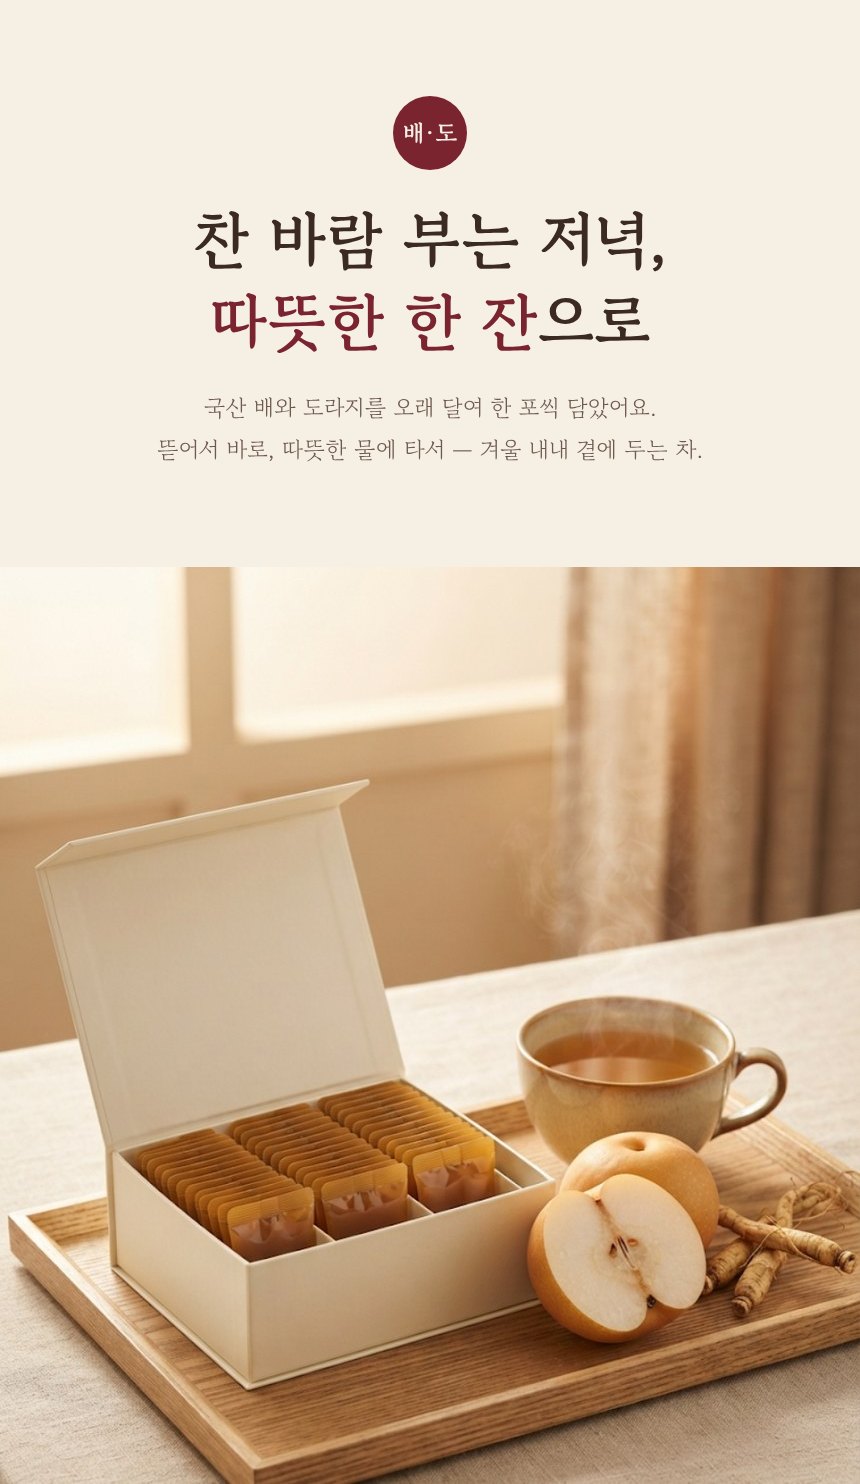 배·도
찬 바람 부는 저녁,
따뜻한 한 잔으로
국산 배와 도라지를 오래 달여 한 포씩 담았어요.
뜯어서 바로, 따뜻한 물에 타서 — 겨울 내내 곁에 두는 차.